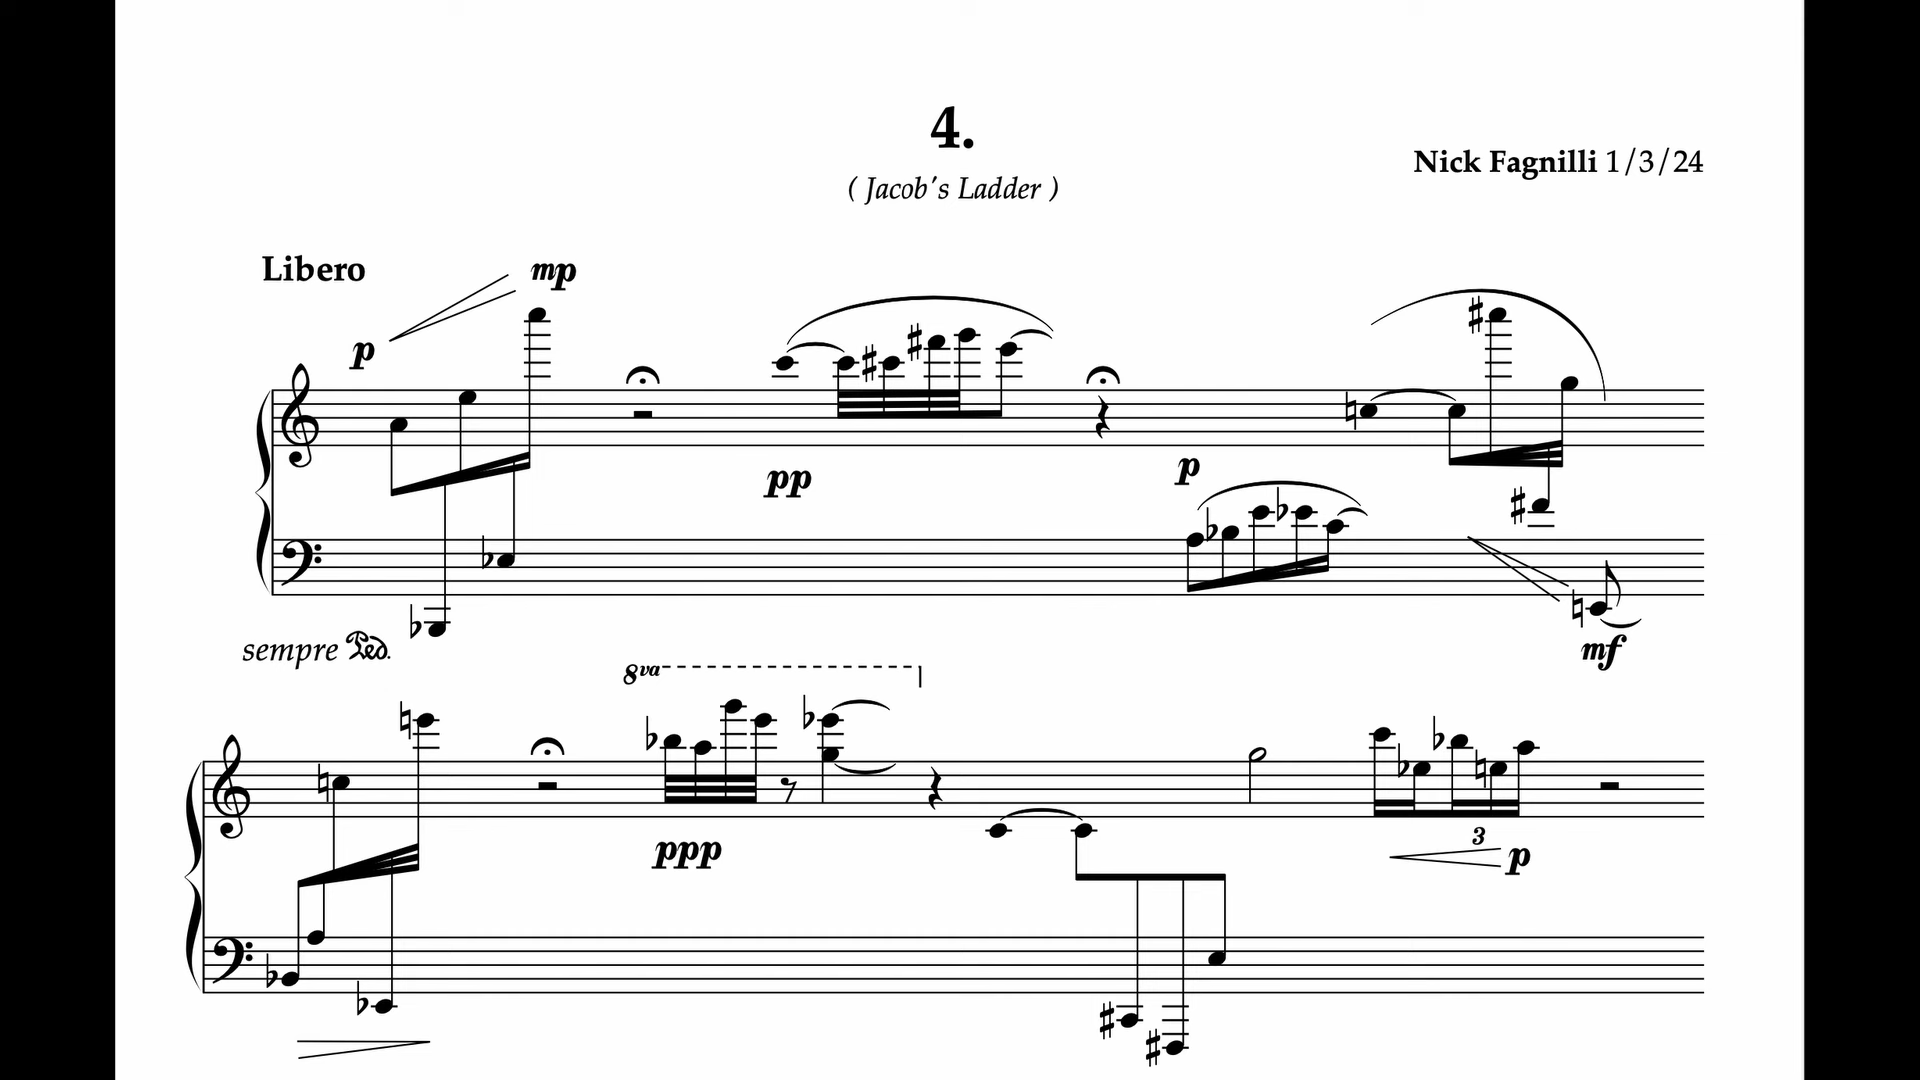 4.
( Jacob's Ladder )
Nick Fagnilli 1/3/24
Libero
p mp
pp
p
mf
sempre Ped.
8va
ppp
3
p